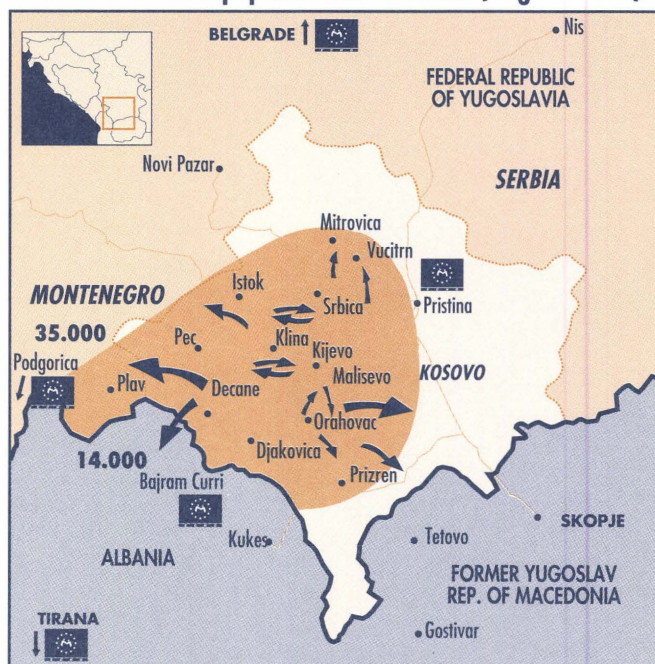 BELGRADE
Nis
FEDERAL REPUBLIC
OF YUGOSLAVIA
Novi Pazar
SERBIA
Mitrovica
Vucitrn
Istok
MONTENEGRO
Srbica
Pristina
35.000
Pec
Klina
Podgorica
Kijevo
KOSOVO
Plav
Decane
Malisevo
Orahovac
14.000
Djakovica
Bajram Curri
Prizren
SKOPJE
Kukes
Tetovo
ALBANIA
FORMER YUGOSLAV
REP. OF MACEDONIA
TIRANA
Gostivar